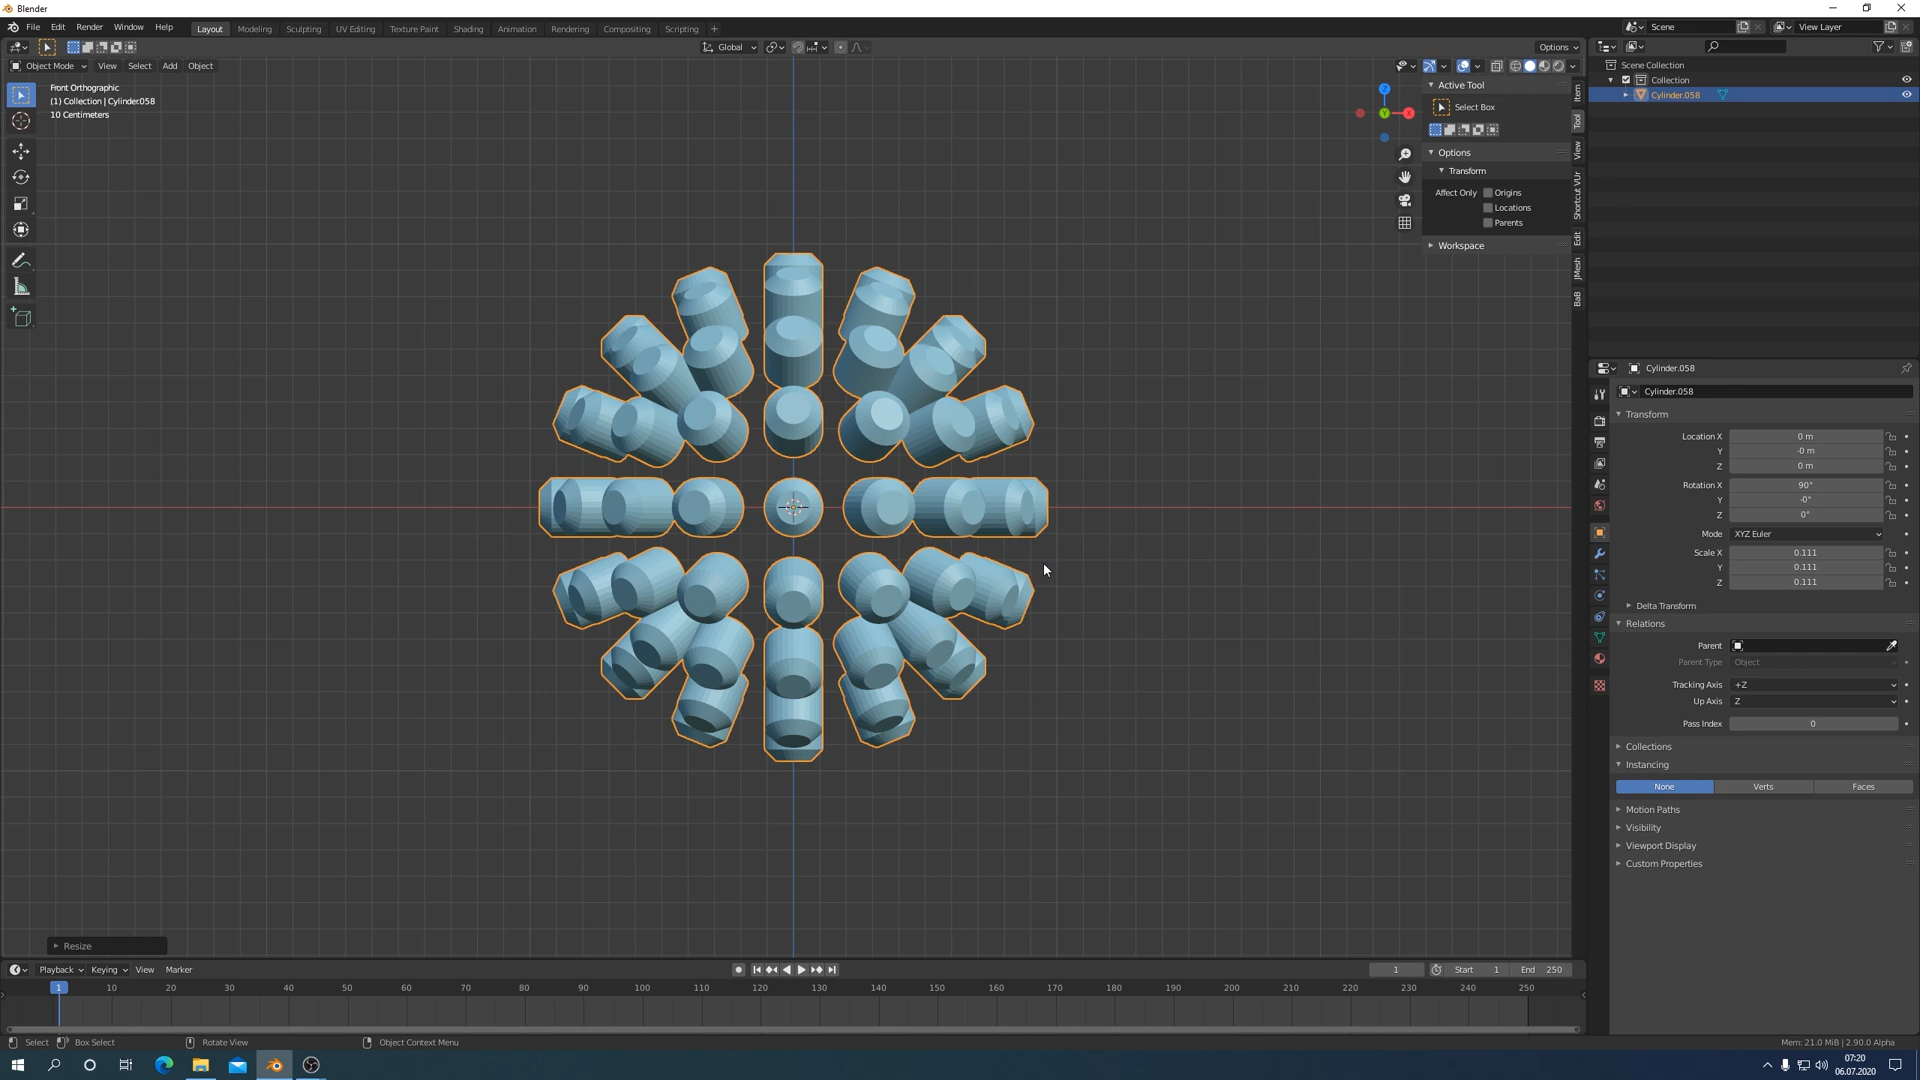 Blender
File Edit Render Window Help
Layout Modeling Sculpting UV Editing Texture Paint Shading Animation Rendering Compositing Scripting +
Scene
View Layer
Global
Options
Object Mode View Select Add Object
Front Orthographic
(1) Collection | Cylinder.058
10 Centimeters
Z
Y
X
Active Tool
Select Box
Options
Transform
Affect Only Origins
Locations
Parents
Workspace
Item
Tool
View
Shortcut VUr
Edit
JMesh
BaB
Scene Collection
Collection
Cylinder.058
Cylinder.058
Cylinder.058
Transform
Location X 0 m
Y -0 m
Z 0 m
Rotation X 90°
Y -0°
Z 0°
Mode XYZ Euler
Scale X 0.111
Y 0.111
Z 0.111
Delta Transform
Relations
Parent
Parent Type Object
Tracking Axis +Z
Up Axis Z
Pass Index 0
Collections
Instancing
None Verts Faces
Motion Paths
Visibility
Viewport Display
Custom Properties
Resize
Playback Keying View Marker
1 Start 1 End 250
1 10 20 30 40 50 60 70 80 90 100 110 120 130 140 150 160 170 180 190 200 210 220 230 240 250
Select Box Select Rotate View Object Context Menu
Mem: 21.0 MiB | 2.90.0 Alpha
07:20
06.07.2020